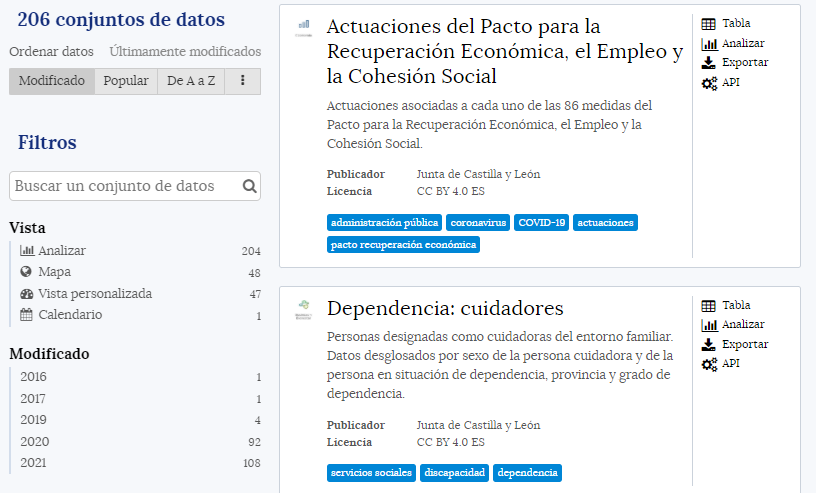 206 conjuntos de datos
Ordenar datos Últimamente modificados
Modificado Popular De A a Z
Filtros
Buscar un conjunto de datos
Vista
Analizar 204
Mapa 48
Vista personalizada 47
Calendario 1
Modificado
2016 1
2017 1
2019 4
2020 92
2021 108
Actuaciones del Pacto para la
Recuperación Económica, el Empleo y
la Cohesión Social
Actuaciones asociadas a cada uno de las 86 medidas del
Pacto para la Recuperación Económica, el Empleo y la
Cohesión Social.
Publicador Junta de Castilla y León
Licencia CC BY 4.0 ES
administración pública coronavirus COVID-19 actuaciones
pacto recuperación económica
Tabla
Analizar
Exportar
API
Dependencia: cuidadores
Personas designadas como cuidadoras del entorno familiar.
Datos desglosados por sexo de la persona cuidadora y de la
persona en situación de dependencia, provincia y grado de
dependencia.
Publicador Junta de Castilla y León
Licencia CC BY 4.0 ES
servicios sociales discapacidad dependencia
Tabla
Analizar
Exportar
API